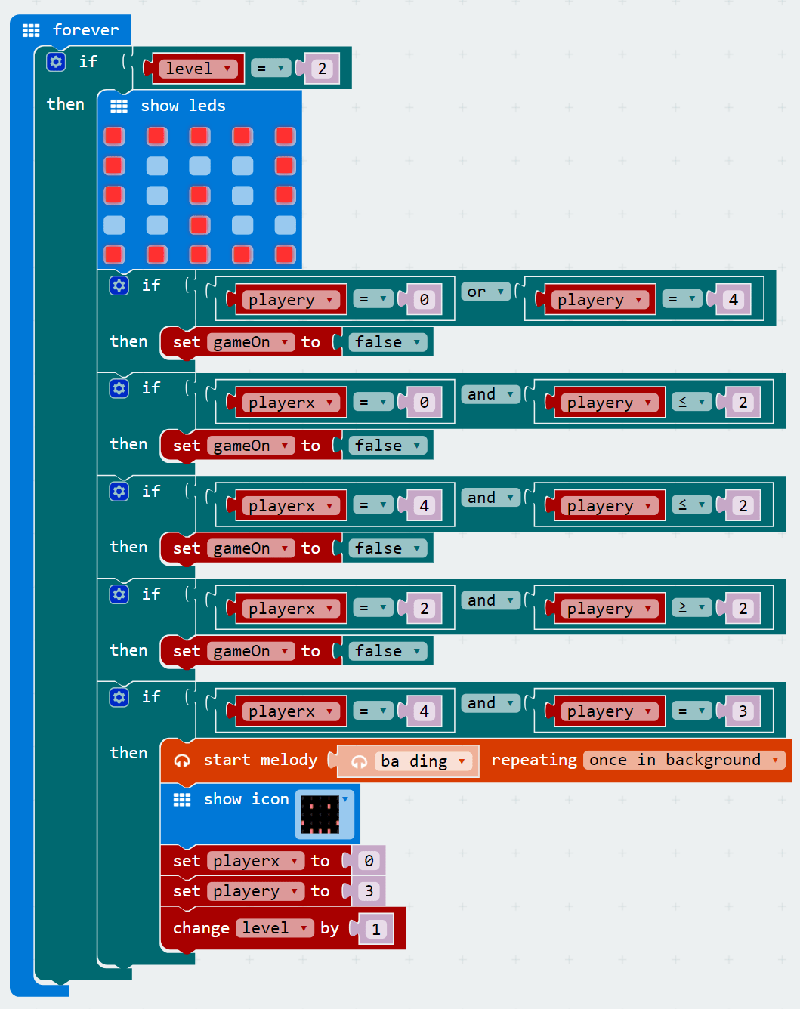 forever
if level = 2
then show leds
if playery = 0 or playery = 4
then set gameOn to false
if playerx = 0 and playery ≤ 2
then set gameOn to false
if playerx = 4 and playery ≤ 2
then set gameOn to false
if playerx = 2 and playery ≥ 2
then set gameOn to false
if playerx = 4 and playery = 3
then start melody ba ding repeating once in background
show icon
set playerx to 0
set playery to 3
change level by 1